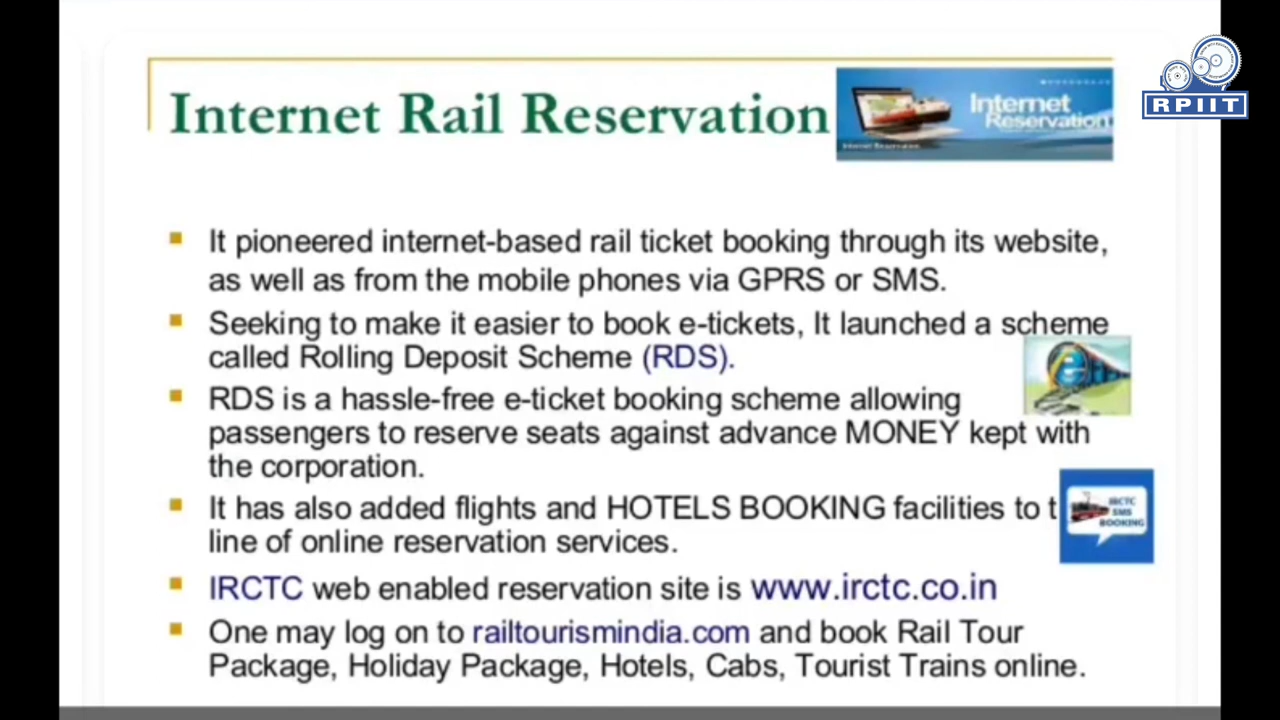 Internet Rail Reservation
Internet
Reservation
Internet Reservation
RPIIT
It pioneered internet-based rail ticket booking through its website,
as well as from the mobile phones via GPRS or SMS.
Seeking to make it easier to book e-tickets, It launched a scheme
called Rolling Deposit Scheme (RDS).
RDS is a hassle-free e-ticket booking scheme allowing
passengers to reserve seats against advance MONEY kept with
the corporation.
It has also added flights and HOTELS BOOKING facilities to t
line of online reservation services.
IRCTC
SMS
BOOKING
IRCTC web enabled reservation site is www.irctc.co.in
One may log on to railtourismindia.com and book Rail Tour
Package, Holiday Package, Hotels, Cabs, Tourist Trains online.